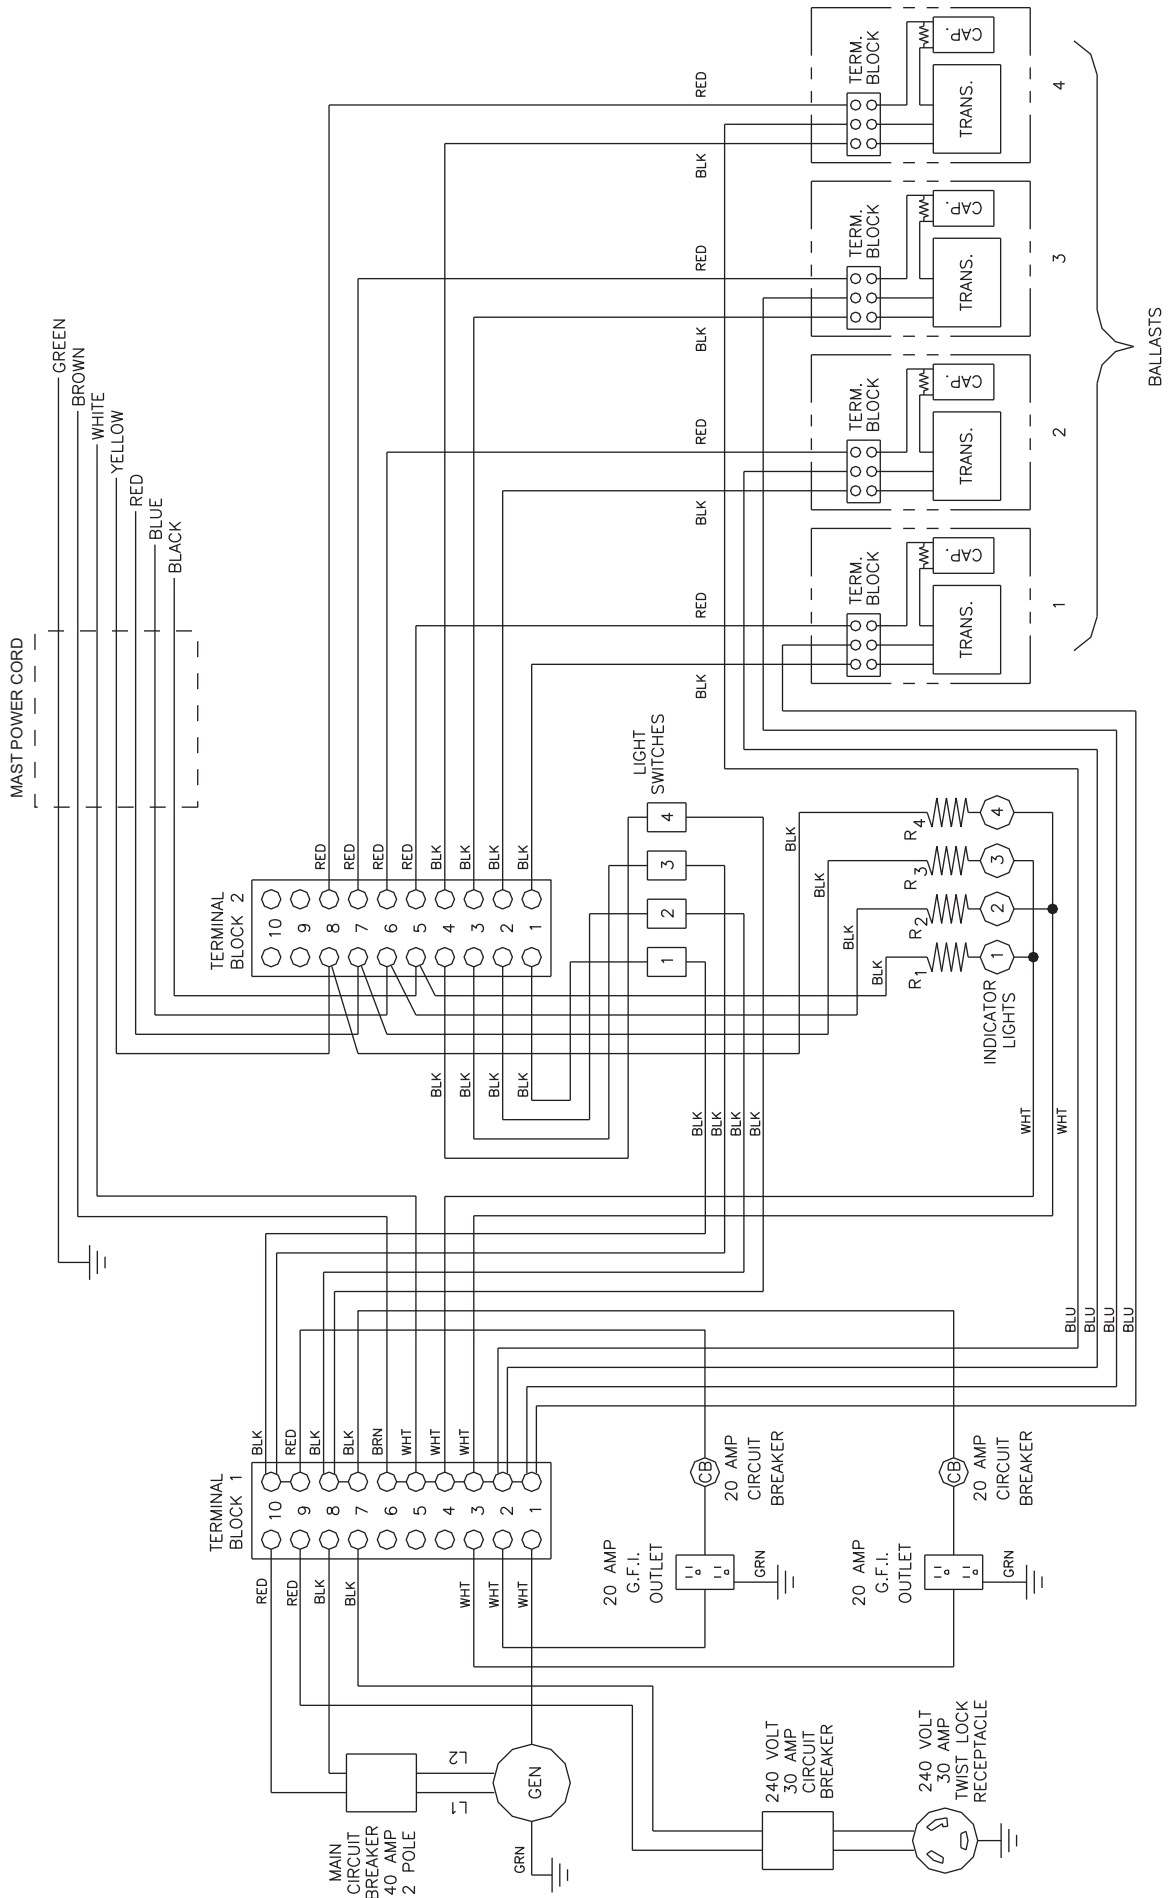 MAST POWER CORD
GREEN
BROWN
WHITE
YELLOW
RED
BLUE
BLACK
TERMINAL
BLOCK 2
10
9
8
7
6
5
4
3
2
1
RED
RED
RED
RED
BLK
BLK
BLK
BLK
BLK
BLK
BLK
BLK
LIGHT
SWITCHES
1
2
3
4
BLK
BLK
BLK
BLK
BLK
BLK
BLK
BLK
R1
R2
R3
R4
1
2
3
4
INDICATOR
LIGHTS
WHT
WHT
RED
BLK
TERM.
BLOCK
CAP.
TRANS.
4
RED
BLK
TERM.
BLOCK
CAP.
TRANS.
3
RED
BLK
TERM.
BLOCK
CAP.
TRANS.
2
RED
BLK
TERM.
BLOCK
CAP.
TRANS.
1
BALLASTS
BLU
BLU
BLU
BLU
TERMINAL
BLOCK 1
10
9
8
7
6
5
4
3
2
1
BLK
RED
BLK
BLK
BRN
WHT
WHT
WHT
RED
RED
BLK
BLK
WHT
WHT
WHT
CB
20 AMP
CIRCUIT
BREAKER
CB
20 AMP
CIRCUIT
BREAKER
20 AMP
G.F.I.
OUTLET
GRN
20 AMP
G.F.I.
OUTLET
GRN
MAIN
CIRCUIT
BREAKER
40 AMP
2 POLE
L1
L2
GEN
GRN
240 VOLT
30 AMP
CIRCUIT
BREAKER
240 VOLT
30 AMP
TWIST LOCK
RECEPTACLE